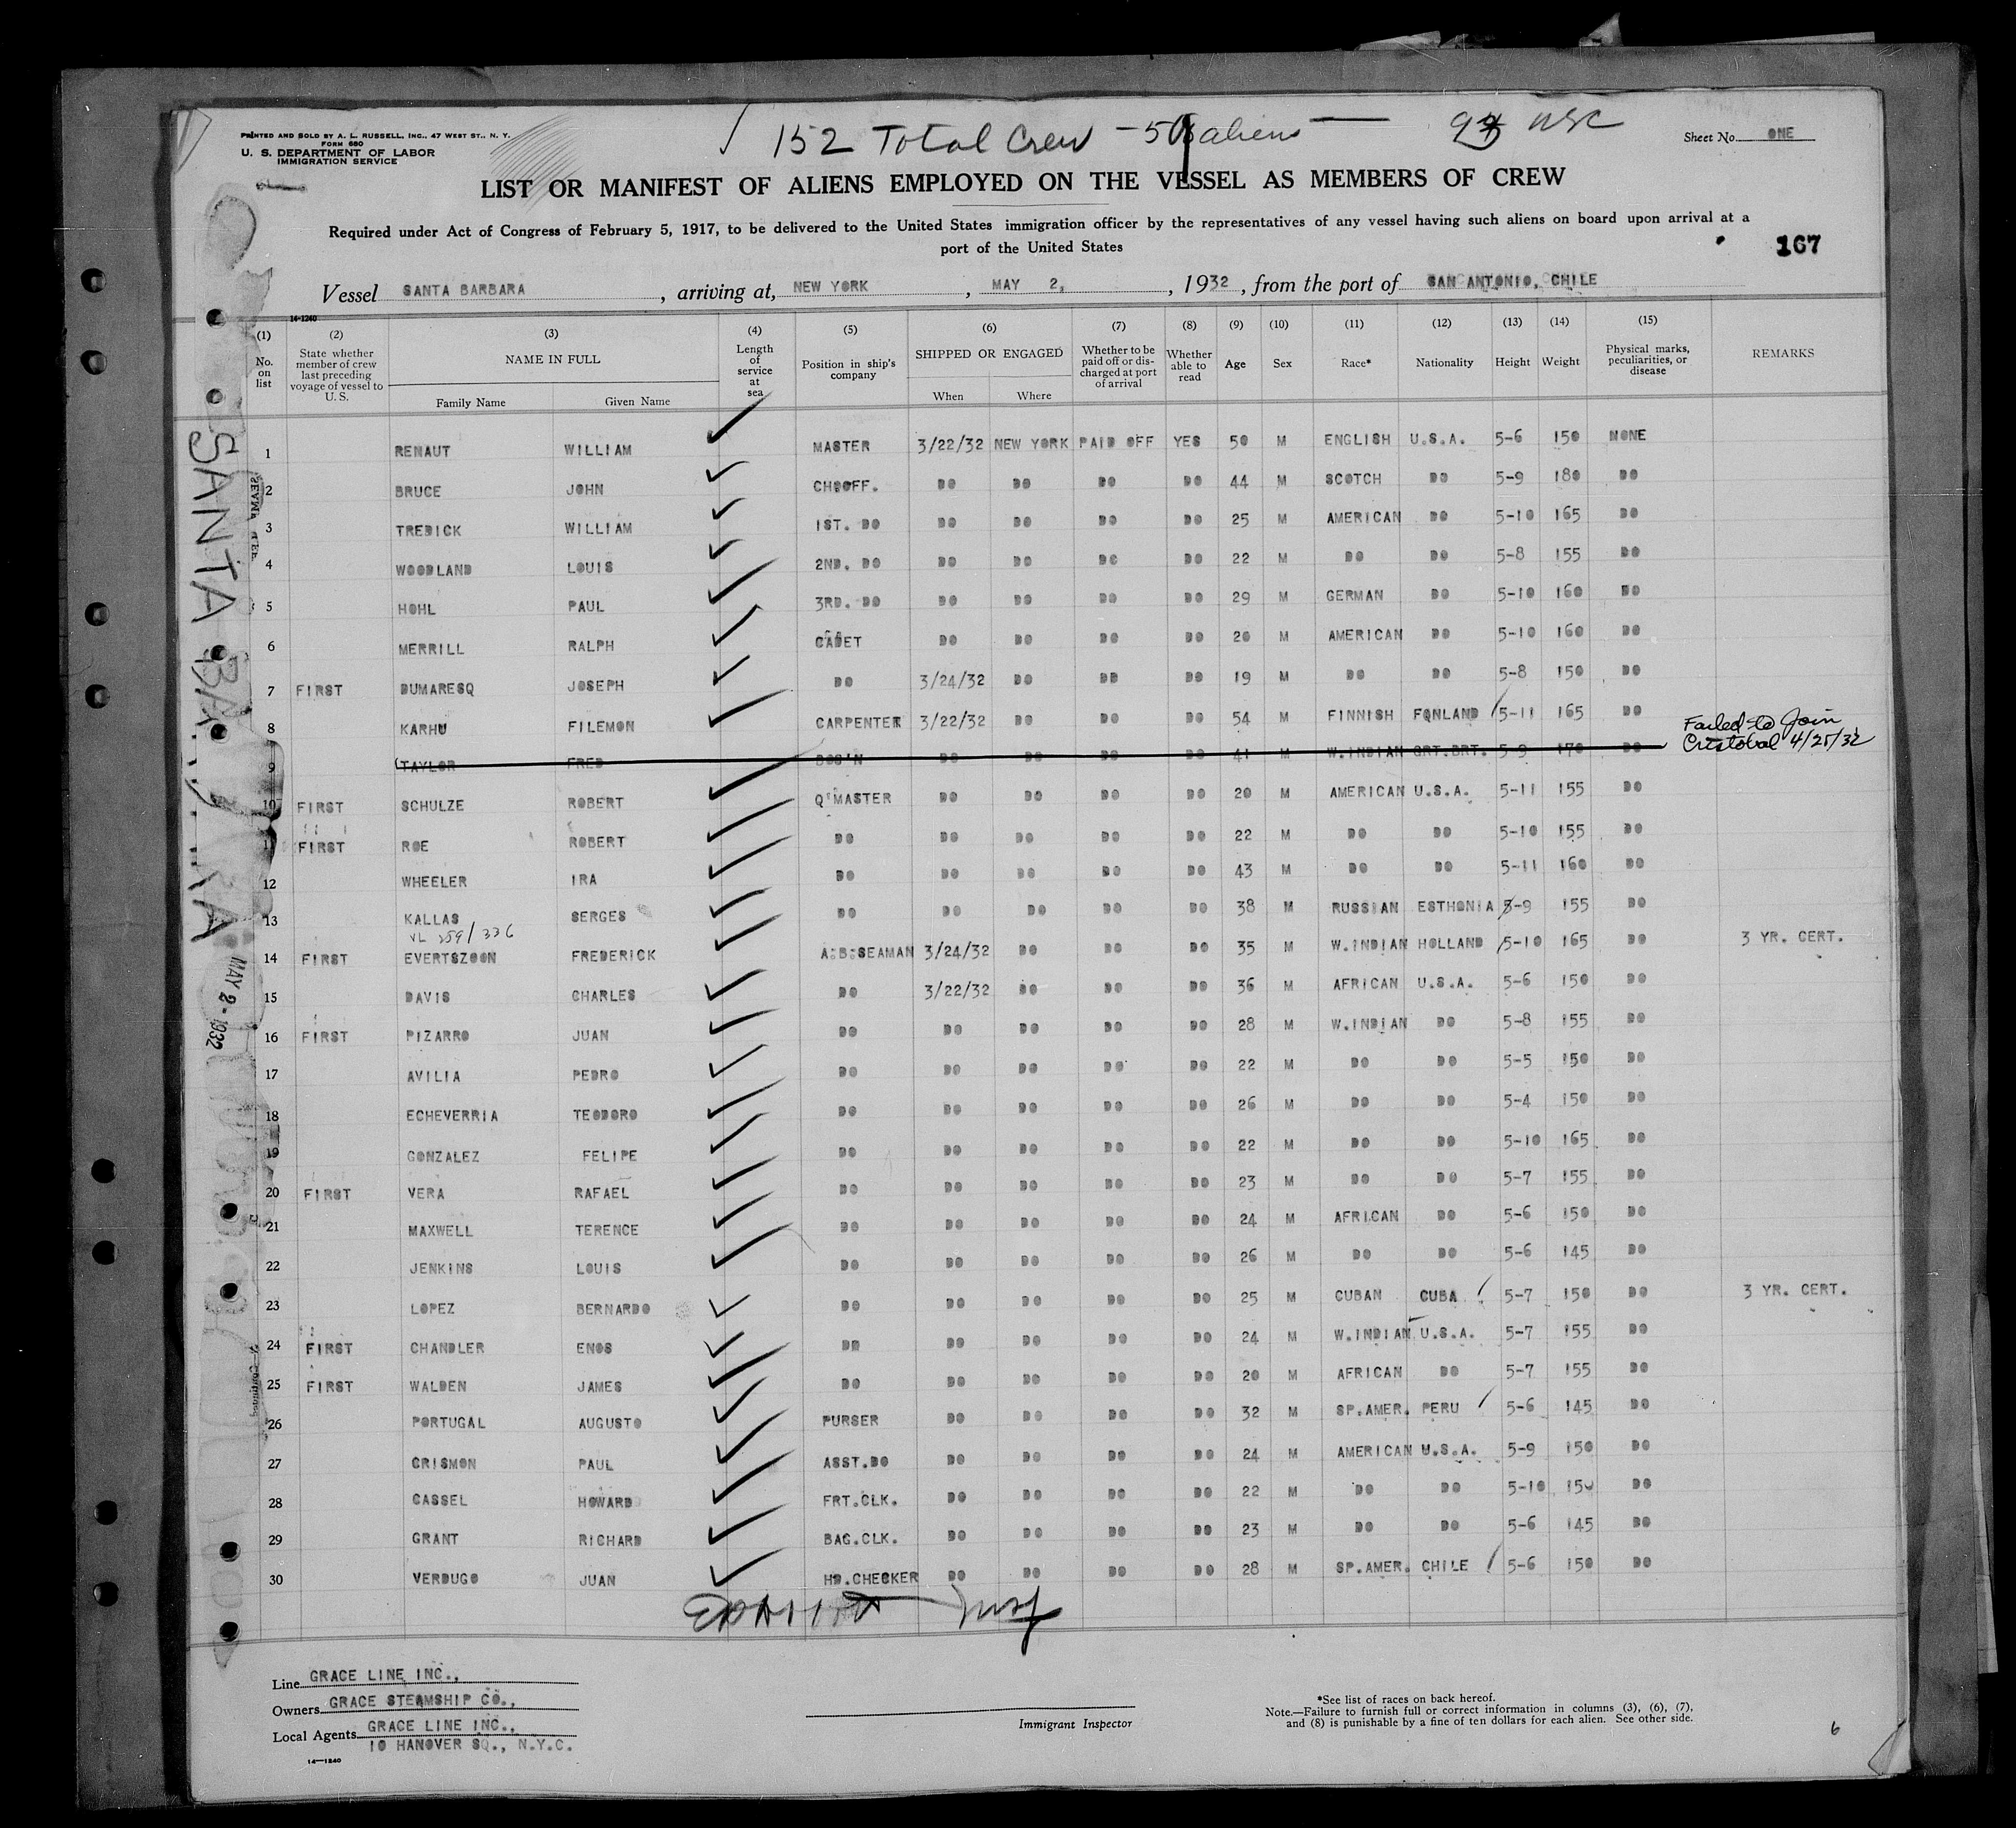 PRINTED AND SOLD BY A. L. RUSSELL, INC., 47 WEST ST., N. Y.
FORM 680
U. S. DEPARTMENT OF LABOR
IMMIGRATION SERVICE
152 Total Crew - aliens
Sheet No. ONE
LIST OR MANIFEST OF ALIENS EMPLOYED ON THE VESSEL AS MEMBERS OF CREW
Required under Act of Congress of February 5, 1917, to be delivered to the United States immigration officer by the representatives of any vessel having such aliens on board upon arrival at a
port of the United States
167
Vessel SANTA BARBARA, arriving at, NEW YORK, MAY 2, 1932, from the port of SAN ANTONIO, CHILE
14-1240
(1) No. on list (2) State whether member of crew last preceding voyage of vessel to U. S. (3) NAME IN FULL Family Name Given Name (4) Length of service at sea (5) Position in ship's company (6) SHIPPED OR ENGAGED When Where (7) Whether to be paid off or discharged at port of arrival (8) Whether able to read (9) Age (10) Sex (11) Race* (12) Nationality (13) Height (14) Weight (15) Physical marks, peculiarities, or disease REMARKS
1 RENAUT WILLIAM MASTER 3/22/32 NEW YORK PAID OFF YES 50 M ENGLISH U.S.A. 5-6 150 NONE
2 BRUCE JOHN CHOOFF. DO DO DO DO 44 M SCOTCH DO 5-9 180 DO
3 TREDICK WILLIAM 1ST. DO DO DO DO DO 25 M AMERICAN DO 5-10 165 DO
4 WOODLAND LOUIS 2ND. DO DO DO DO DO 22 M DO DO 5-8 155 DO
5 HOHL PAUL 3RD. DO DO DO DO DO 29 M GERMAN DO 5-10 160 DO
6 MERRILL RALPH CADET DO DO DO DO 20 M AMERICAN DO 5-10 160 DO
7 FIRST DUMARESQ JOSEPH DO 3/24/32 DO DO DO 19 M DO DO 5-8 150 DO
8 KARHU FILEMON CARPENTER 3/22/32 DO DO DO 54 M FINNISH FONLAND 5-11 165 DO
9 TAYLOR FRED BOS'N DO DO DO DO 41 M W.INDIAN GRT.BRT. 5-9 170 DO Failed to Join
Cristobal 4/25/32
10 FIRST SCHULZE ROBERT Q'MASTER DO DO DO DO 20 M AMERICAN U.S.A. 5-11 155 DO
11 FIRST ROE ROBERT DO DO DO DO DO 22 M DO DO 5-10 155 DO
12 WHEELER IRA DO DO DO DO DO 43 M DO DO 5-11 160 DO
13 KALLAS SERGES DO DO DO DO DO 38 M RUSSIAN ESTHONIA 5-9 155 DO
VL 259/336
14 FIRST EVERTSZOON FREDERICK A:B:SEAMAN 3/24/32 DO DO DO 35 M W.INDIAN HOLLAND 5-10 165 DO 3 YR. CERT.
15 DAVIS CHARLES DO 3/22/32 DO DO DO 36 M AFRICAN U.S.A. 5-6 150 DO
16 FIRST PIZARRO JUAN DO DO DO DO DO 28 M W.INDIAN DO 5-8 155 DO
17 AVILIA PEDRO DO DO DO DO DO 22 M DO DO 5-5 150 DO
18 ECHEVERRIA TEODORO DO DO DO DO DO 26 M DO DO 5-4 150 DO
19 GONZALEZ FELIPE DO DO DO DO DO 22 M DO DO 5-10 165 DO
20 FIRST VERA RAFAEL DO DO DO DO DO 23 M DO DO 5-7 155 DO
21 MAXWELL TERENCE DO DO DO DO DO 24 M AFRICAN DO 5-6 150 DO
22 JENKINS LOUIS DO DO DO DO DO 26 M DO DO 5-6 145 DO
23 LOPEZ BERNARDO DO DO DO DO DO 25 M CUBAN CUBA 5-7 150 DO 3 YR. CERT.
24 FIRST CHANDLER ENOS DO DO DO DO DO 24 M W.INDIAN U.S.A. 5-7 155 DO
25 FIRST WALDEN JAMES DO DO DO DO DO 20 M AFRICAN DO 5-7 155 DO
26 PORTUGAL AUGUSTO PURSER DO DO DO DO 32 M SP.AMER. PERU 5-6 145 DO
27 CRISMON PAUL ASST.DO DO DO DO DO 24 M AMERICAN U.S.A. 5-9 150 DO
28 CASSEL HOWARD FRT.CLK. DO DO DO DO 22 M DO DO 5-10 150 DO
29 GRANT RICHARD BAG.CLK. DO DO DO DO 23 M DO DO 5-6 145 DO
30 VERDUGO JUAN HD.CHECKER DO DO DO DO 28 M SP.AMER. CHILE 5-6 150 DO
SANTA BARBARA
MAY 2 - 1932
Line GRACE LINE INC.,
Owners GRACE STEAMSHIP CO.,
Local Agents GRACE LINE INC.,
10 HANOVER SQ., N.Y.C.
14-1240
Immigrant Inspector
*See list of races on back hereof.
Note.—Failure to furnish full or correct information in columns (3), (6), (7),
and (8) is punishable by a fine of ten dollars for each alien. See other side.
6